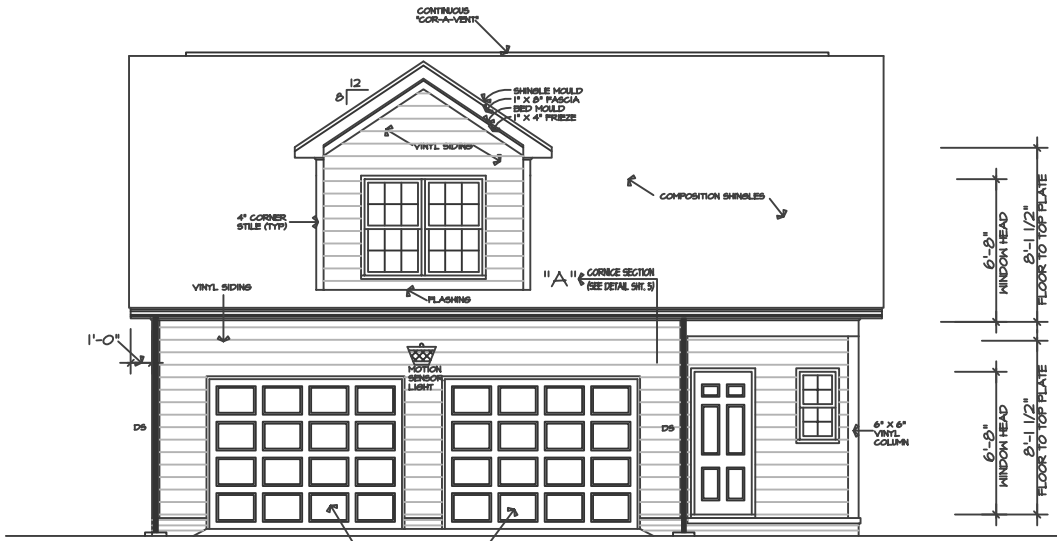 CONTINUOUS
"COR-A-VENT"
12
8
SHINGLE MOULD
1" X 8" FASCIA
BED MOULD
1" X 4" FRIEZE
VINYL SIDING
COMPOSITION SHINGLES
4" CORNER
STILE (TYP)
"A"
CORNICE SECTION
(SEE DETAIL SHT. 5)
FLASHING
VINYL SIDING
1'-0"
MOTION
SENSOR
LIGHT
DS
DS
6" X 6"
VINYL
COLUMN
6'-8"
WINDOW HEAD
8'-1 1/2"
FLOOR TO TOP PLATE
6'-8"
WINDOW HEAD
8'-1 1/2"
FLOOR TO TOP PLATE